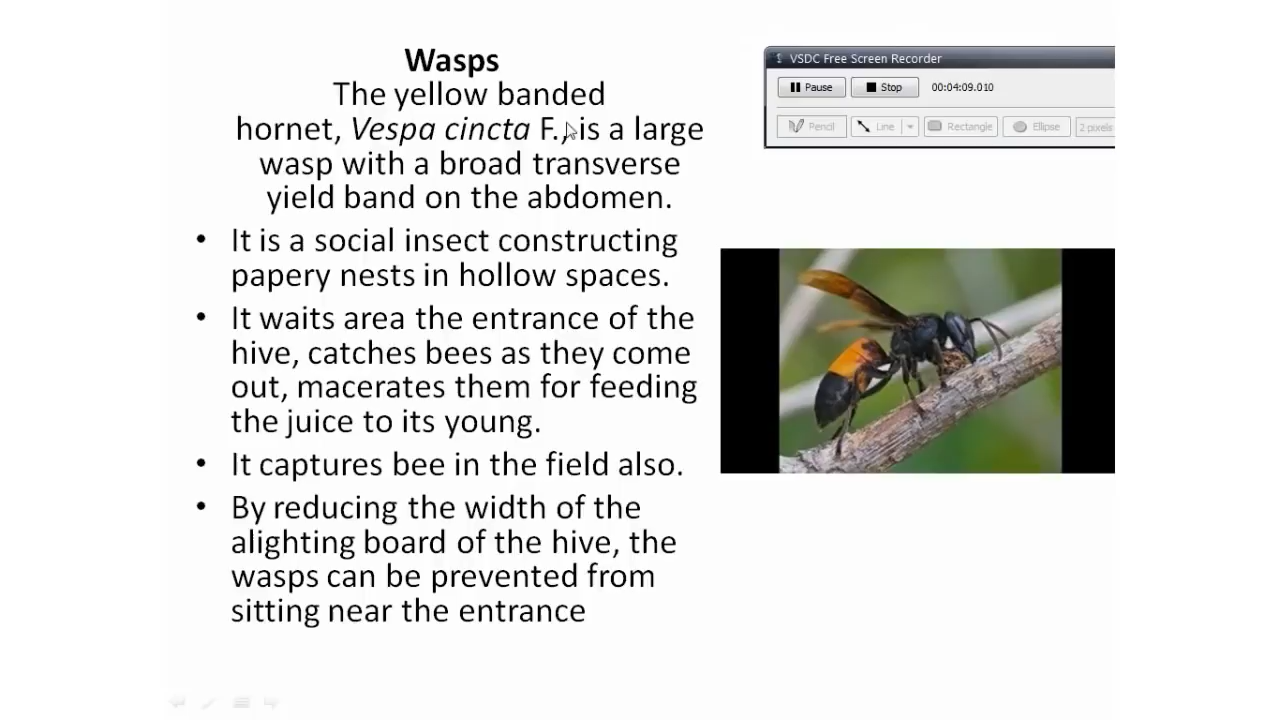 Wasps
The yellow banded
hornet, Vespa cincta F., is a large
wasp with a broad transverse
yield band on the abdomen.
• It is a social insect constructing
papery nests in hollow spaces.
• It waits area the entrance of the
hive, catches bees as they come
out, macerates them for feeding
the juice to its young.
• It captures bee in the field also.
• By reducing the width of the
alighting board of the hive, the
wasps can be prevented from
sitting near the entrance
VSDC Free Screen Recorder
Pause Stop 00:04:09.010
Pencil Line Rectangle Ellipse 2 pixels